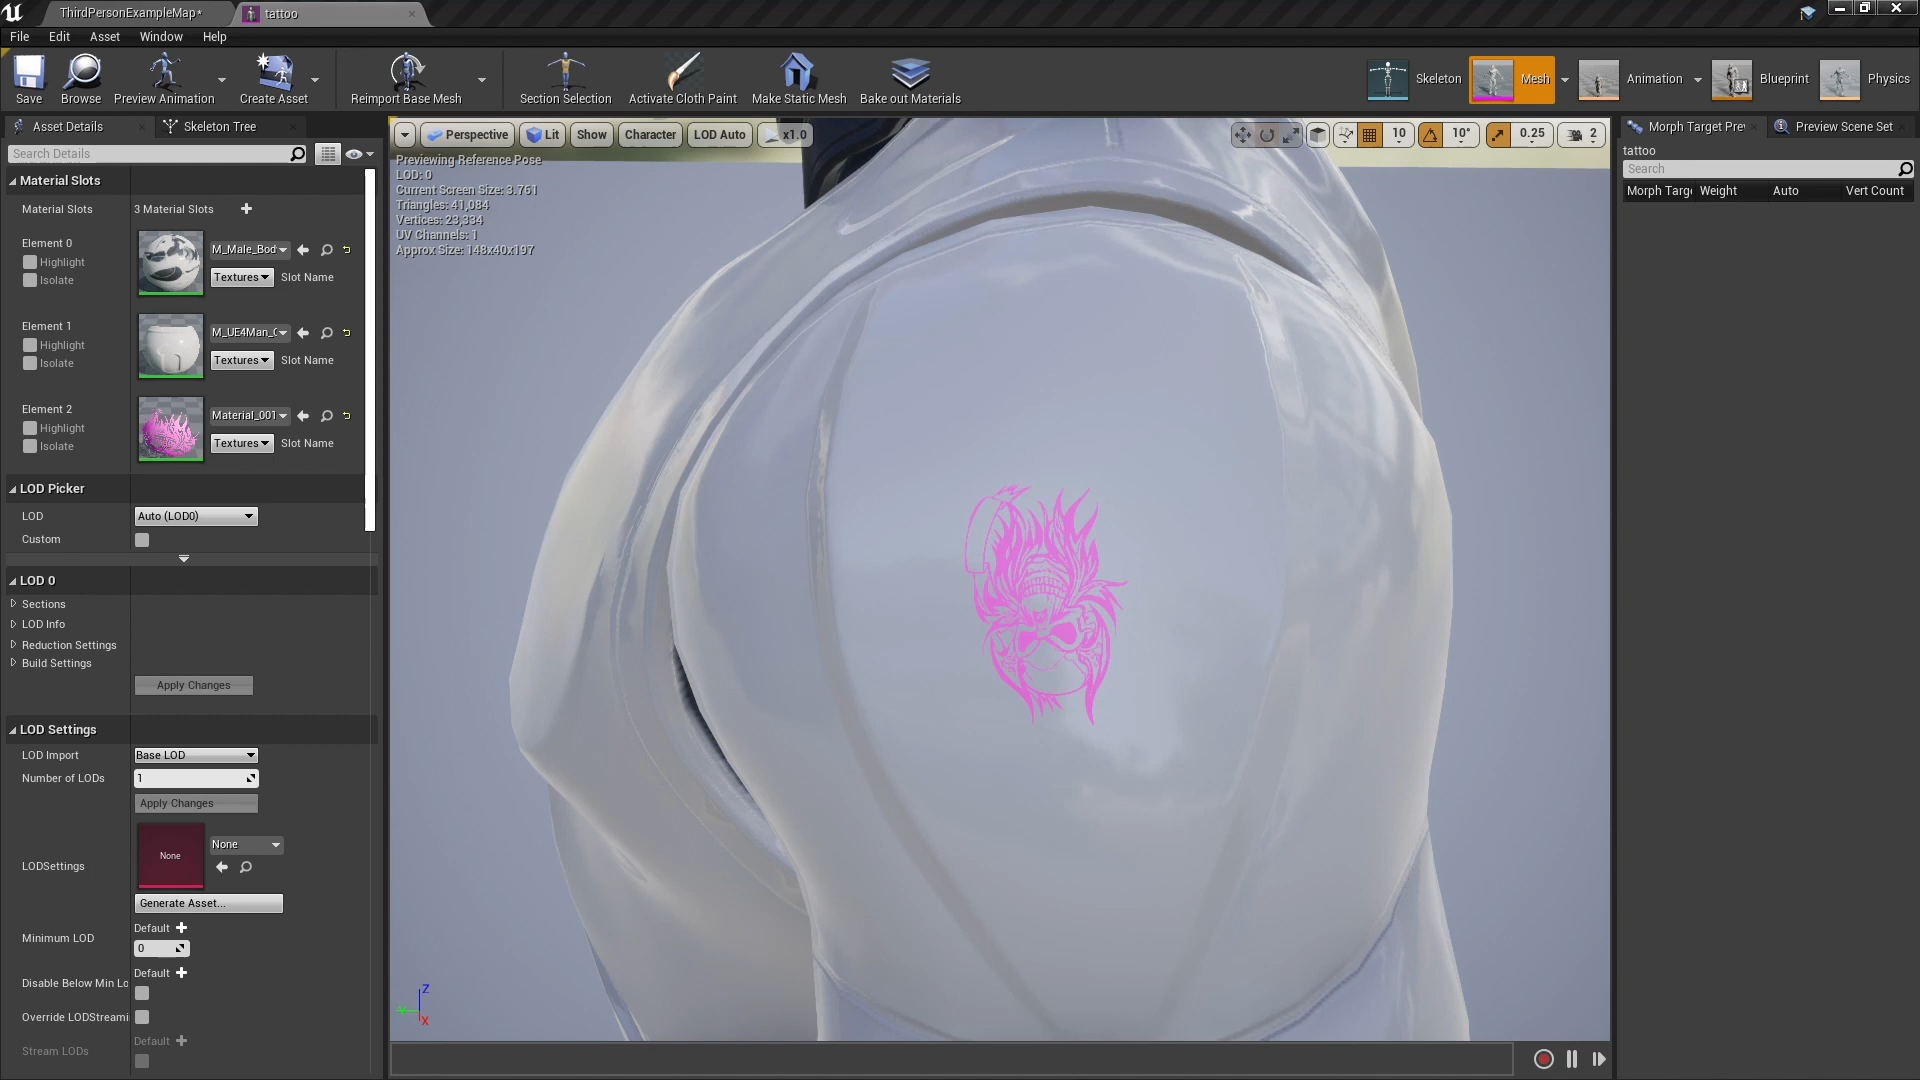 ThirdPersonExampleMap*
tattoo
File Edit Asset Window Help
Save
Browse
Preview Animation
Create Asset
Reimport Base Mesh
Section Selection
Activate Cloth Paint
Make Static Mesh
Bake out Materials
Skeleton
Mesh
Animation
Blueprint
Physics
Asset Details
Skeleton Tree
Search Details
Material Slots
Material Slots 3 Material Slots
Element 0
Highlight
Isolate
M_Male_Bod
Textures Slot Name
Element 1
Highlight
Isolate
M_UE4Man_C
Textures Slot Name
Element 2
Highlight
Isolate
Material_001
Textures Slot Name
LOD Picker
LOD Auto (LOD0)
Custom
LOD 0
Sections
LOD Info
Reduction Settings
Build Settings
Apply Changes
LOD Settings
LOD Import Base LOD
Number of LODs 1
Apply Changes
LODSettings
None
None
Generate Asset...
Minimum LOD
Default
0
Disable Below Min Lo
Default
Override LODStreami
Stream LODs
Default
Perspective Lit Show Character LOD Auto x1.0
10 10° 0.25 2
Previewing Reference Pose
LOD: 0
Current Screen Size: 3.761
Triangles: 41,084
Vertices: 23,334
UV Channels: 1
Approx Size: 148x40x197
Z
Y
X
Morph Target Prev
Preview Scene Set
tattoo
Search
Morph Targe Weight Auto Vert Count